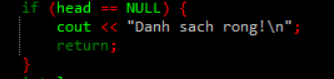 if (head == NULL) {
cout << "Danh sach rong!\n";
return;
}